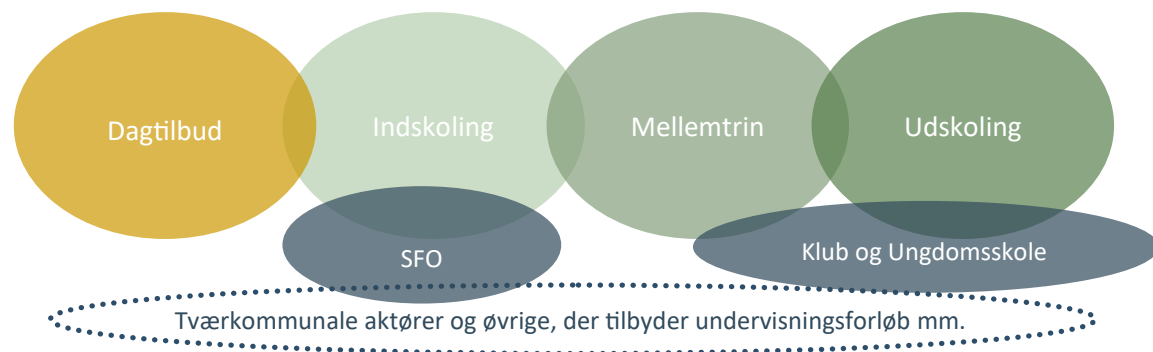 Dagtilbud
Indskoling
Mellemtrin
Udskoling
SFO
Klub og Ungdomsskole
Tværkommunale aktører og øvrige, der tilbyder undervisningsforløb mm.